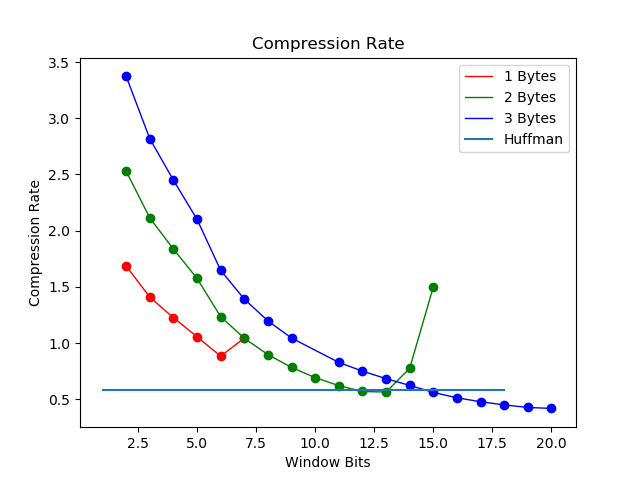 Compression Rate
3.5
3.0
2.5
2.0
1.5
1.0
0.5
Compression Rate
1 Bytes
2 Bytes
3 Bytes
Huffman
2.5 5.0 7.5 10.0 12.5 15.0 17.5 20.0
Window Bits